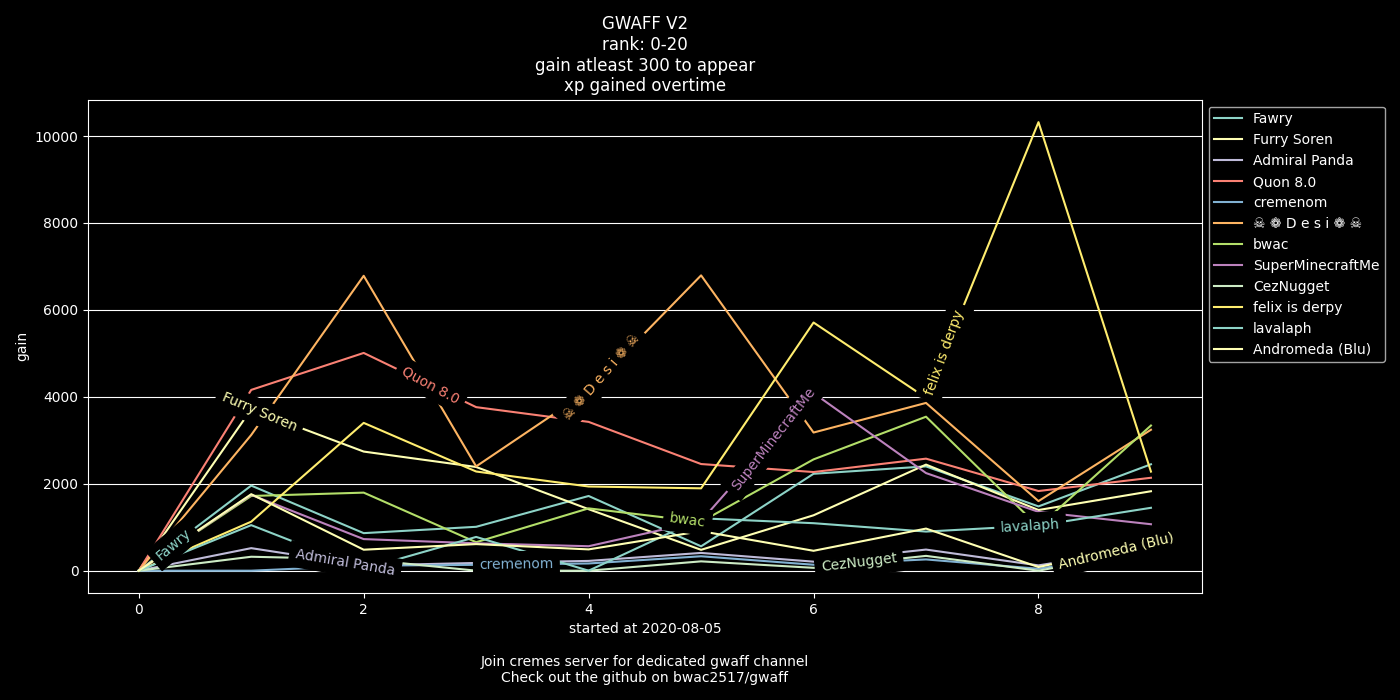 GWAFF V2
rank: 0-20
gain atleast 300 to appear
xp gained overtime
gain
10000
8000
6000
4000
2000
0
0
2
4
6
8
Fawry
Furry Soren
Admiral Panda
Quon 8.0
cremenom
☠ ❁ D e s i ❁ ☠
bwac
SuperMinecraftMe
CezNugget
felix is derpy
lavalaph
Andromeda (Blu)
Fawry
Furry Soren
Admiral Panda
Quon 8.0
cremenom
☠ ❁ D e s i ❁ ☠
bwac
SuperMinecraftMe
CezNugget
felix is derpy
lavalaph
Andromeda (Blu)
started at 2020-08-05
Join cremes server for dedicated gwaff channel
Check out the github on bwac2517/gwaff